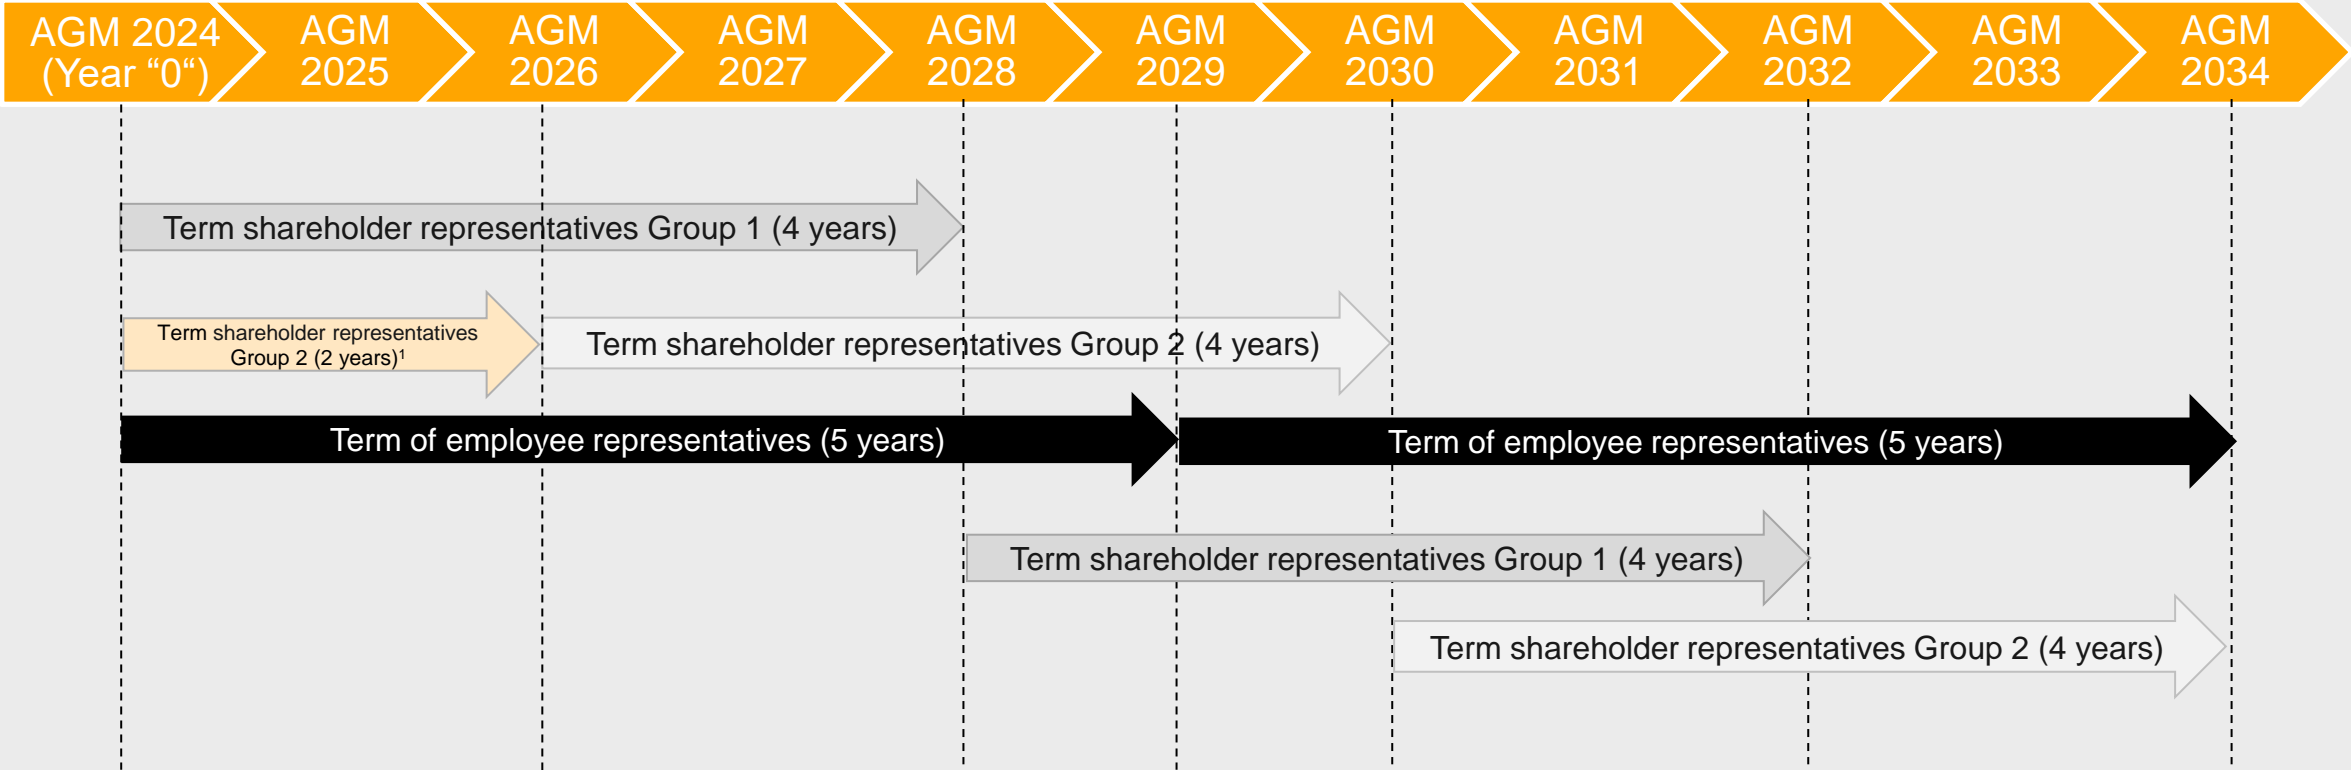 AGM 2024
(Year “0“)
AGM
2025
AGM
2026
AGM
2027
AGM
2028
AGM
2029
AGM
2030
AGM
2031
AGM
2032
AGM
2033
AGM
2034
Term shareholder representatives Group 1 (4 years)
Term shareholder representatives
Group 2 (2 years)¹
Term shareholder representatives Group 2 (4 years)
Term of employee representatives (5 years)
Term of employee representatives (5 years)
Term shareholder representatives Group 1 (4 years)
Term shareholder representatives Group 2 (4 years)